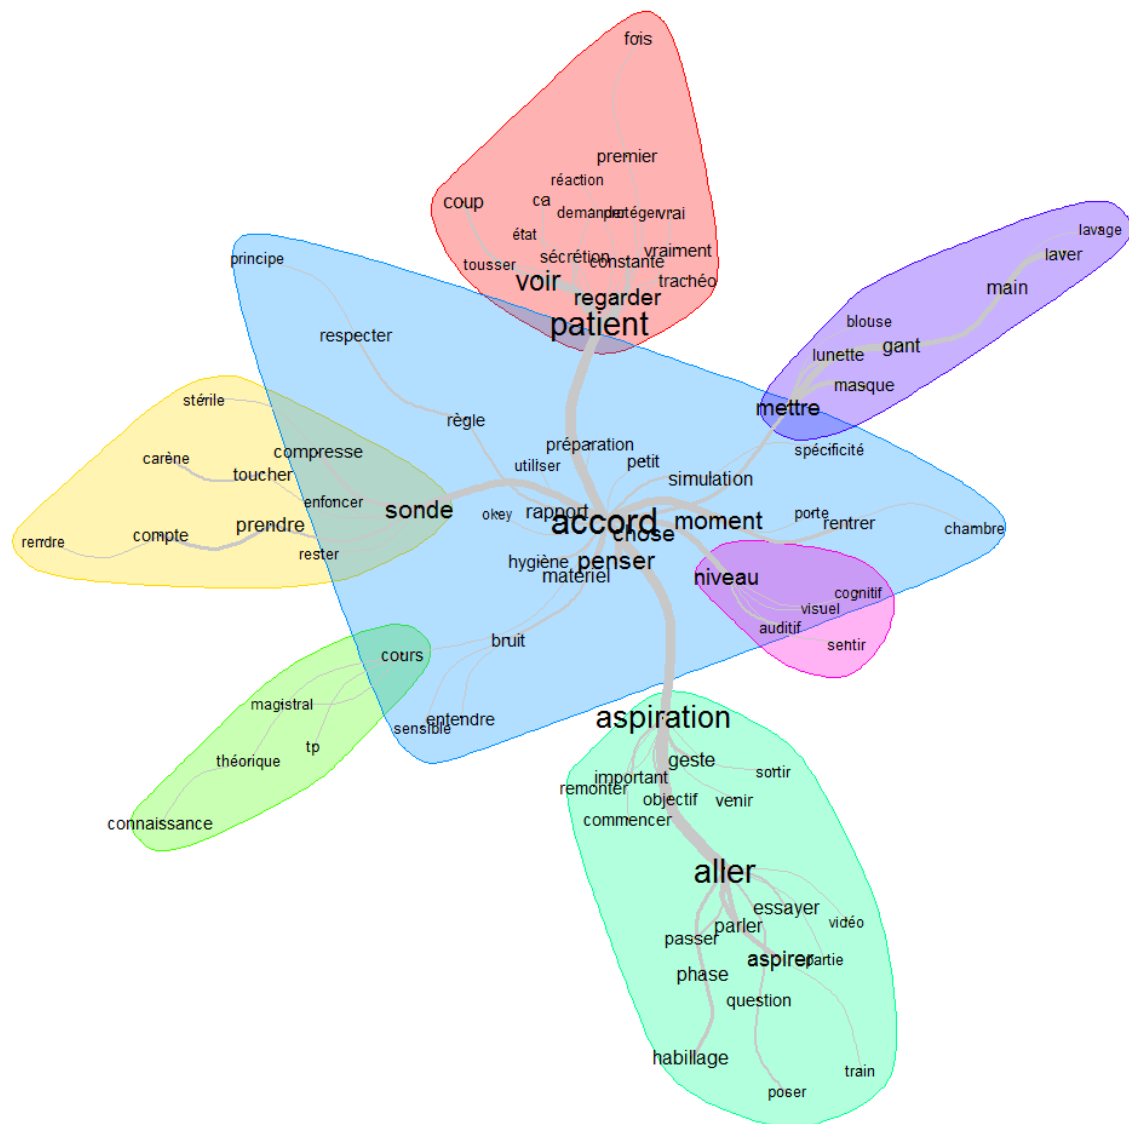 fois
premier
réaction
coup
ca
demander
protéger
vrai
état
vraiment
sécrétion
constante
tousser
trachéo
voir
regarder
patient
principe
respecter
règle
lavage
laver
main
blouse
gant
lunette
masque
mettre
stérile
carène
compresse
toucher
enfoncer
sonde
prendre
compte
rendre
rester
préparation
utiliser
petit
simulation
spécificité
okey
rapport
accord
chose
moment
porte
rentrer
chambre
hygiène
penser
matériel
niveau
cognitif
visuel
auditif
sentir
bruit
cours
magistral
sensible
entendre
tp
théorique
connaissance
aspiration
geste
important
sortir
remonter
objectif
venir
commencer
aller
essayer
vidéo
parler
passer
aspirer
partie
phase
question
habillage
train
poser